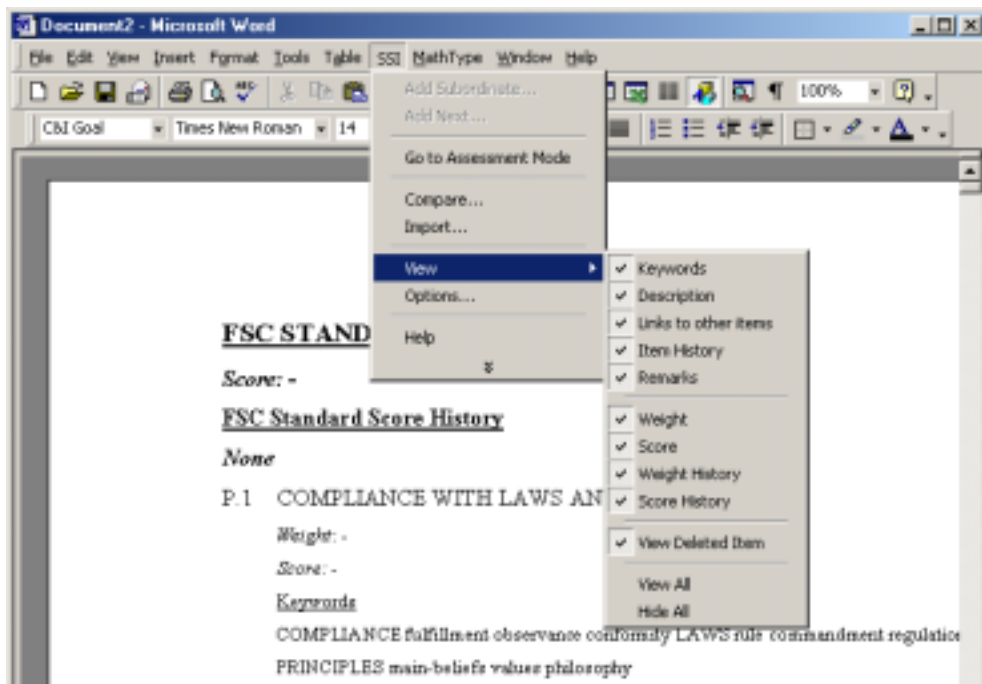 Document2 - Microsoft Word
File Edit View Insert Format Tools Table SSI MathType Window Help
100%
C&I Goal Times New Roman 14
Add Subordinate...
Add Next...
Go to Assessment Mode
Compare...
Import...
View
Options...
Help
Keywords
Description
Links to other items
Item History
Remarks
Weight
Score
Weight History
Score History
View Deleted Item
View All
Hide All
FSC STAND
Score: -
FSC Standard Score History
None
P.1 COMPLIANCE WITH LAWS AN
Weight: -
Score: -
Keywords
COMPLIANCE fulfillment observance conformity LAWS rule commandment regulation
PRINCIPLES main-beliefs values philosophy